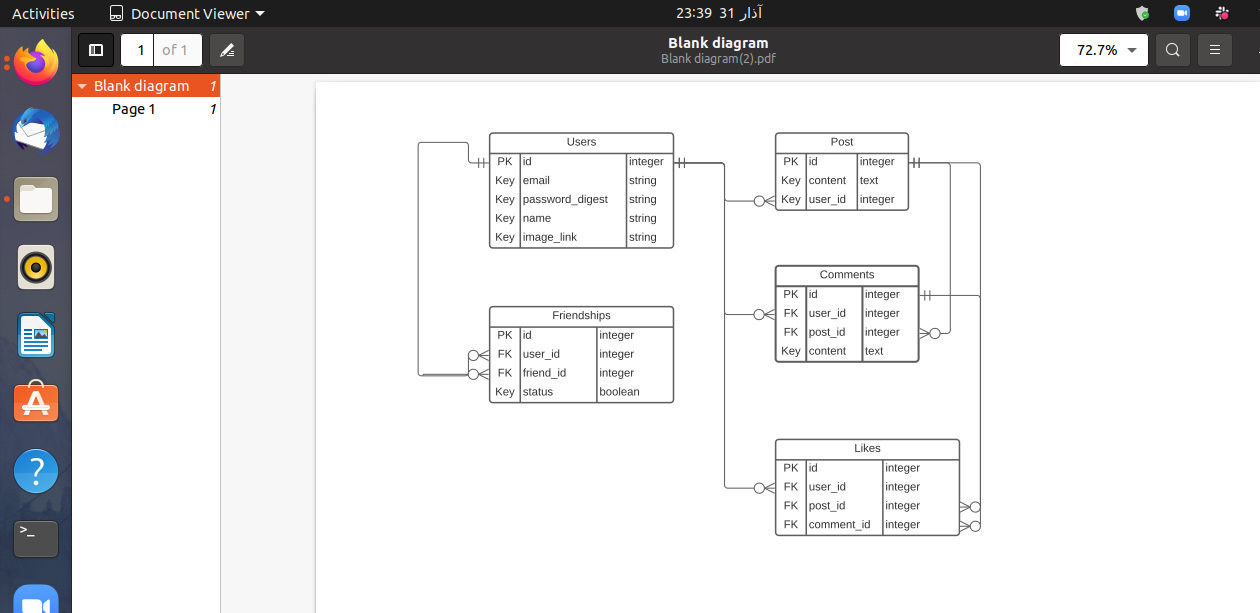 Activities Document Viewer 23:39 31 آذار
1 of 1 Blank diagram 72.7%
Blank diagram(2).pdf
Blank diagram 1
Page 1 1
Users
PK id integer
Key email string
Key password_digest string
Key name string
Key image_link string
Post
PK id integer
Key content text
Key user_id integer
Comments
PK id integer
FK user_id integer
FK post_id integer
Key content text
Friendships
PK id integer
FK user_id integer
FK friend_id integer
Key status boolean
Likes
PK id integer
FK user_id integer
FK post_id integer
FK comment_id integer